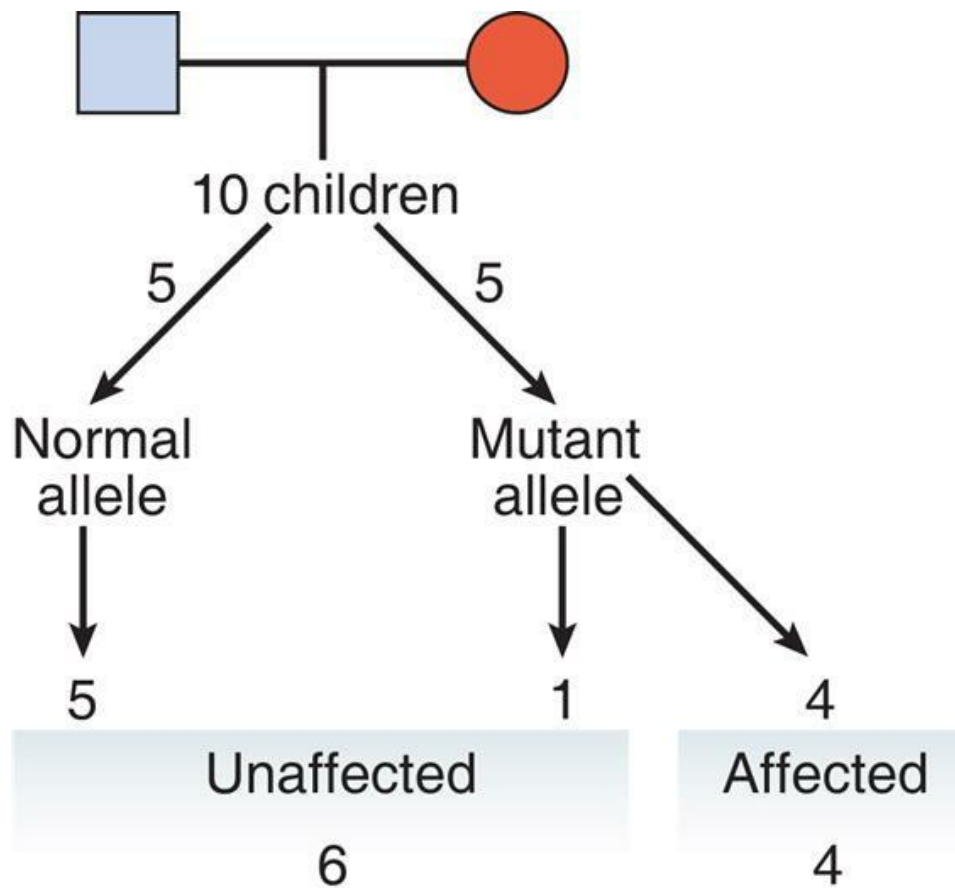 10 children
5 5
Normal Mutant
allele allele
5 1 4
Unaffected Affected
6 4